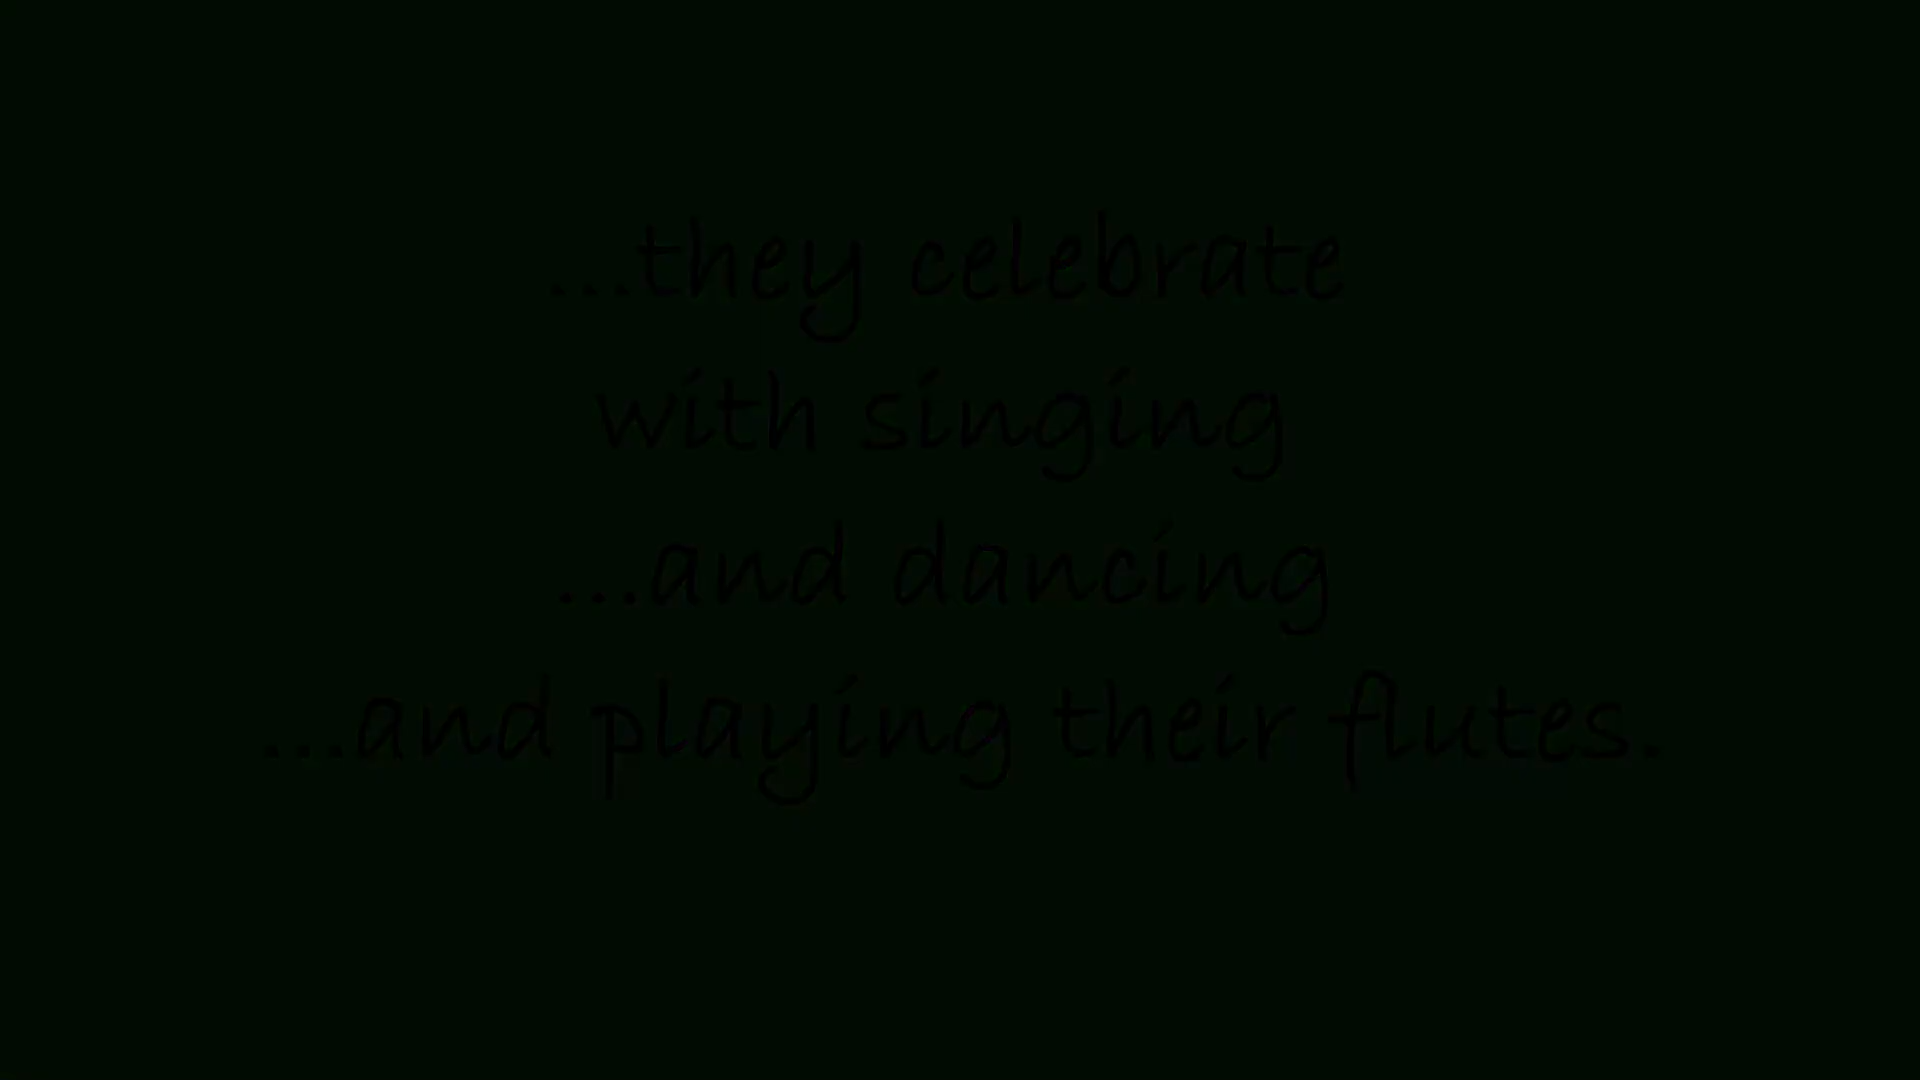 ...they celebrate
with singing
...and dancing
...and playing their flutes.